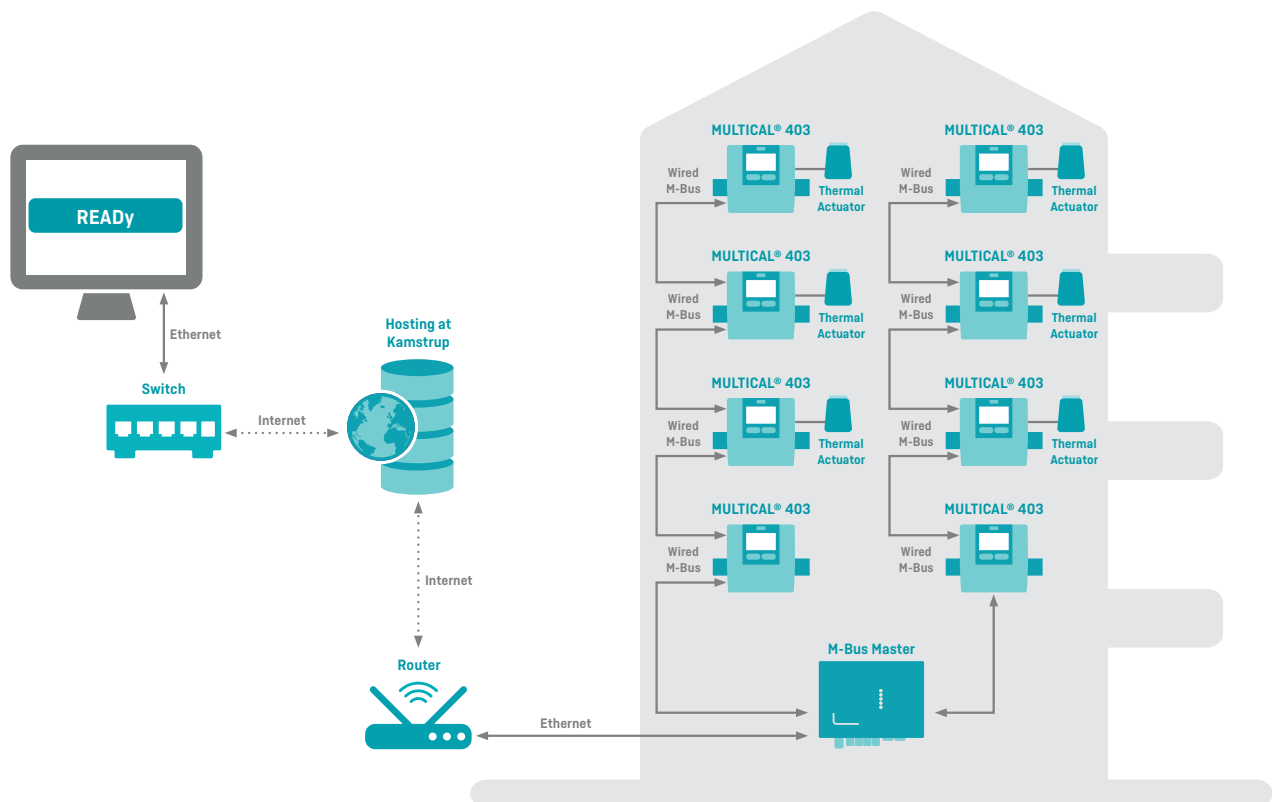 READy
Ethernet
Switch
Internet
Hosting at
Kamstrup
Internet
Router
Ethernet
MULTICAL® 403
Wired
M-Bus
Thermal
Actuator
MULTICAL® 403
Wired
M-Bus
Thermal
Actuator
MULTICAL® 403
Wired
M-Bus
Thermal
Actuator
MULTICAL® 403
Wired
M-Bus
Thermal
Actuator
MULTICAL® 403
Wired
M-Bus
Thermal
Actuator
MULTICAL® 403
Wired
M-Bus
Thermal
Actuator
MULTICAL® 403
Wired
M-Bus
MULTICAL® 403
Wired
M-Bus
M-Bus Master